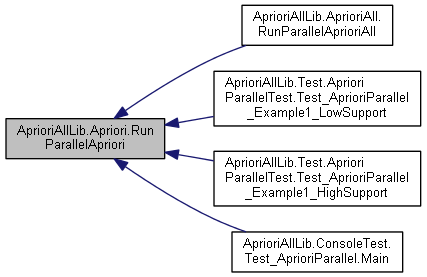 AprioriAllLib.Apriori.Run
ParallelApriori
AprioriAllLib.AprioriAll.
RunParallelAprioriAll
AprioriAllLib.Test.Apriori
ParallelTest.Test_AprioriParallel
_Example1_LowSupport
AprioriAllLib.Test.Apriori
ParallelTest.Test_AprioriParallel
_Example1_HighSupport
AprioriAllLib.ConsoleTest.
Test_AprioriParallel.Main